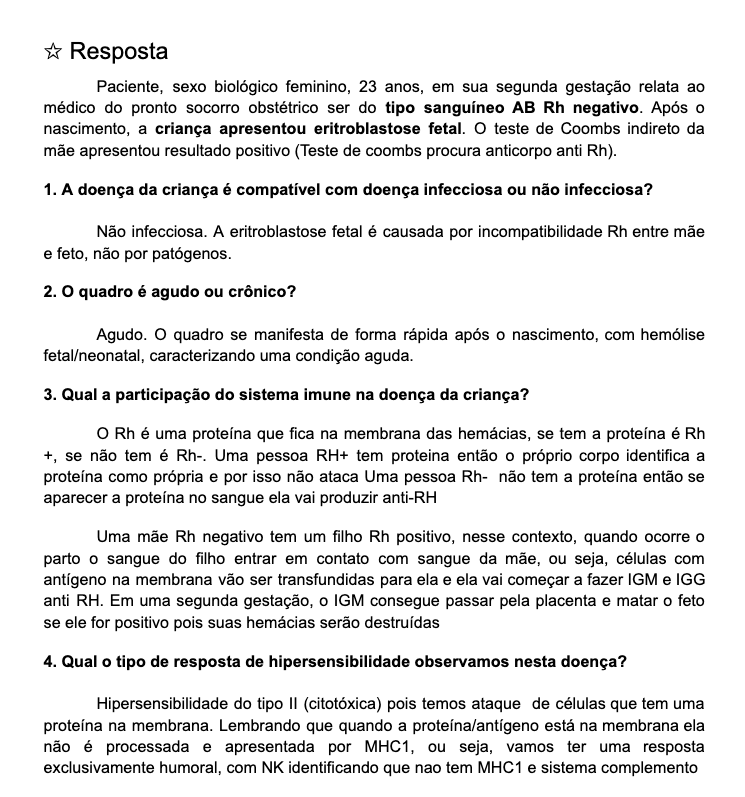 ☆ Resposta
Paciente, sexo biológico feminino, 23 anos, em sua segunda gestação relata ao
médico do pronto socorro obstétrico ser do tipo sanguíneo AB Rh negativo. Após o
nascimento, a criança apresentou eritroblastose fetal. O teste de Coombs indireto da
mãe apresentou resultado positivo (Teste de coombs procura anticorpo anti Rh).
1. A doença da criança é compatível com doença infecciosa ou não infecciosa?
Não infecciosa. A eritroblastose fetal é causada por incompatibilidade Rh entre mãe
e feto, não por patógenos.
2. O quadro é agudo ou crônico?
Agudo. O quadro se manifesta de forma rápida após o nascimento, com hemólise
fetal/neonatal, caracterizando uma condição aguda.
3. Qual a participação do sistema imune na doença da criança?
O Rh é uma proteína que fica na membrana das hemácias, se tem a proteína é Rh
+, se não tem é Rh-. Uma pessoa RH+ tem proteina então o próprio corpo identifica a
proteína como própria e por isso não ataca Uma pessoa Rh- não tem a proteína então se
aparecer a proteína no sangue ela vai produzir anti-RH
Uma mãe Rh negativo tem um filho Rh positivo, nesse contexto, quando ocorre o
parto o sangue do filho entrar em contato com sangue da mãe, ou seja, células com
antígeno na membrana vão ser transfundidas para ela e ela vai começar a fazer IGM e IGG
anti RH. Em uma segunda gestação, o IGM consegue passar pela placenta e matar o feto
se ele for positivo pois suas hemácias serão destruídas
4. Qual o tipo de resposta de hipersensibilidade observamos nesta doença?
Hipersensibilidade do tipo II (citotóxica) pois temos ataque de células que tem uma
proteína na membrana. Lembrando que quando a proteína/antígeno está na membrana ela
não é processada e apresentada por MHC1, ou seja, vamos ter uma resposta
exclusivamente humoral, com NK identificando que nao tem MHC1 e sistema complemento